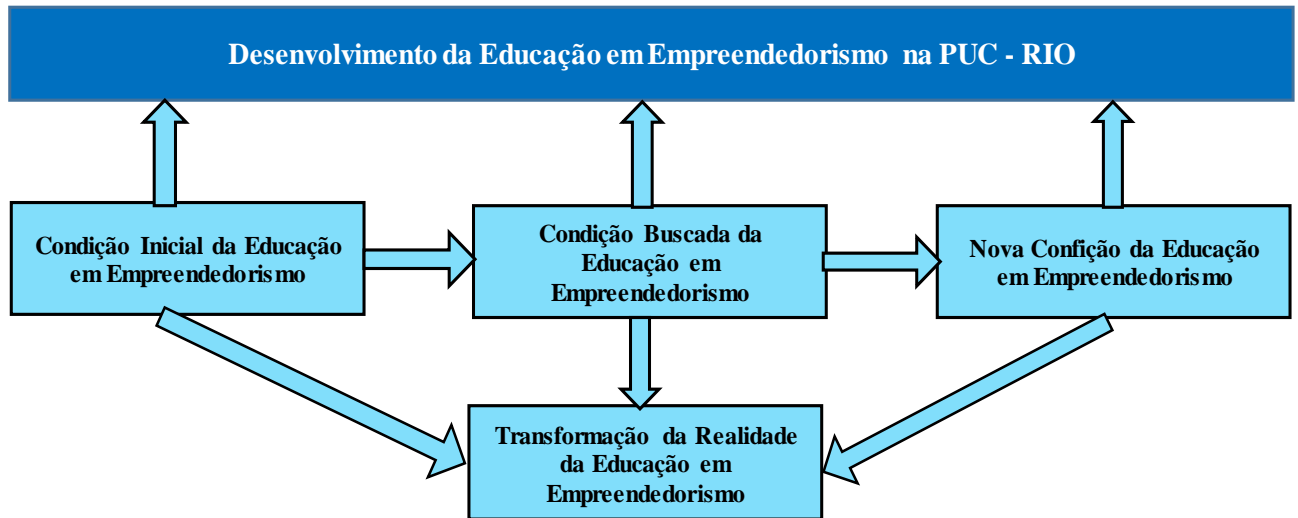 Desenvolvimento da Educação em Empreendedorismo na PUC - RIO
Condição Inicial da Educação
em Empreendedorismo
Condição Buscada da
Educação em
Empreendedorismo
Nova Confição da Educação
em Empreendedorismo
Transformação da Realidade
da Educação em
Empreendedorismo